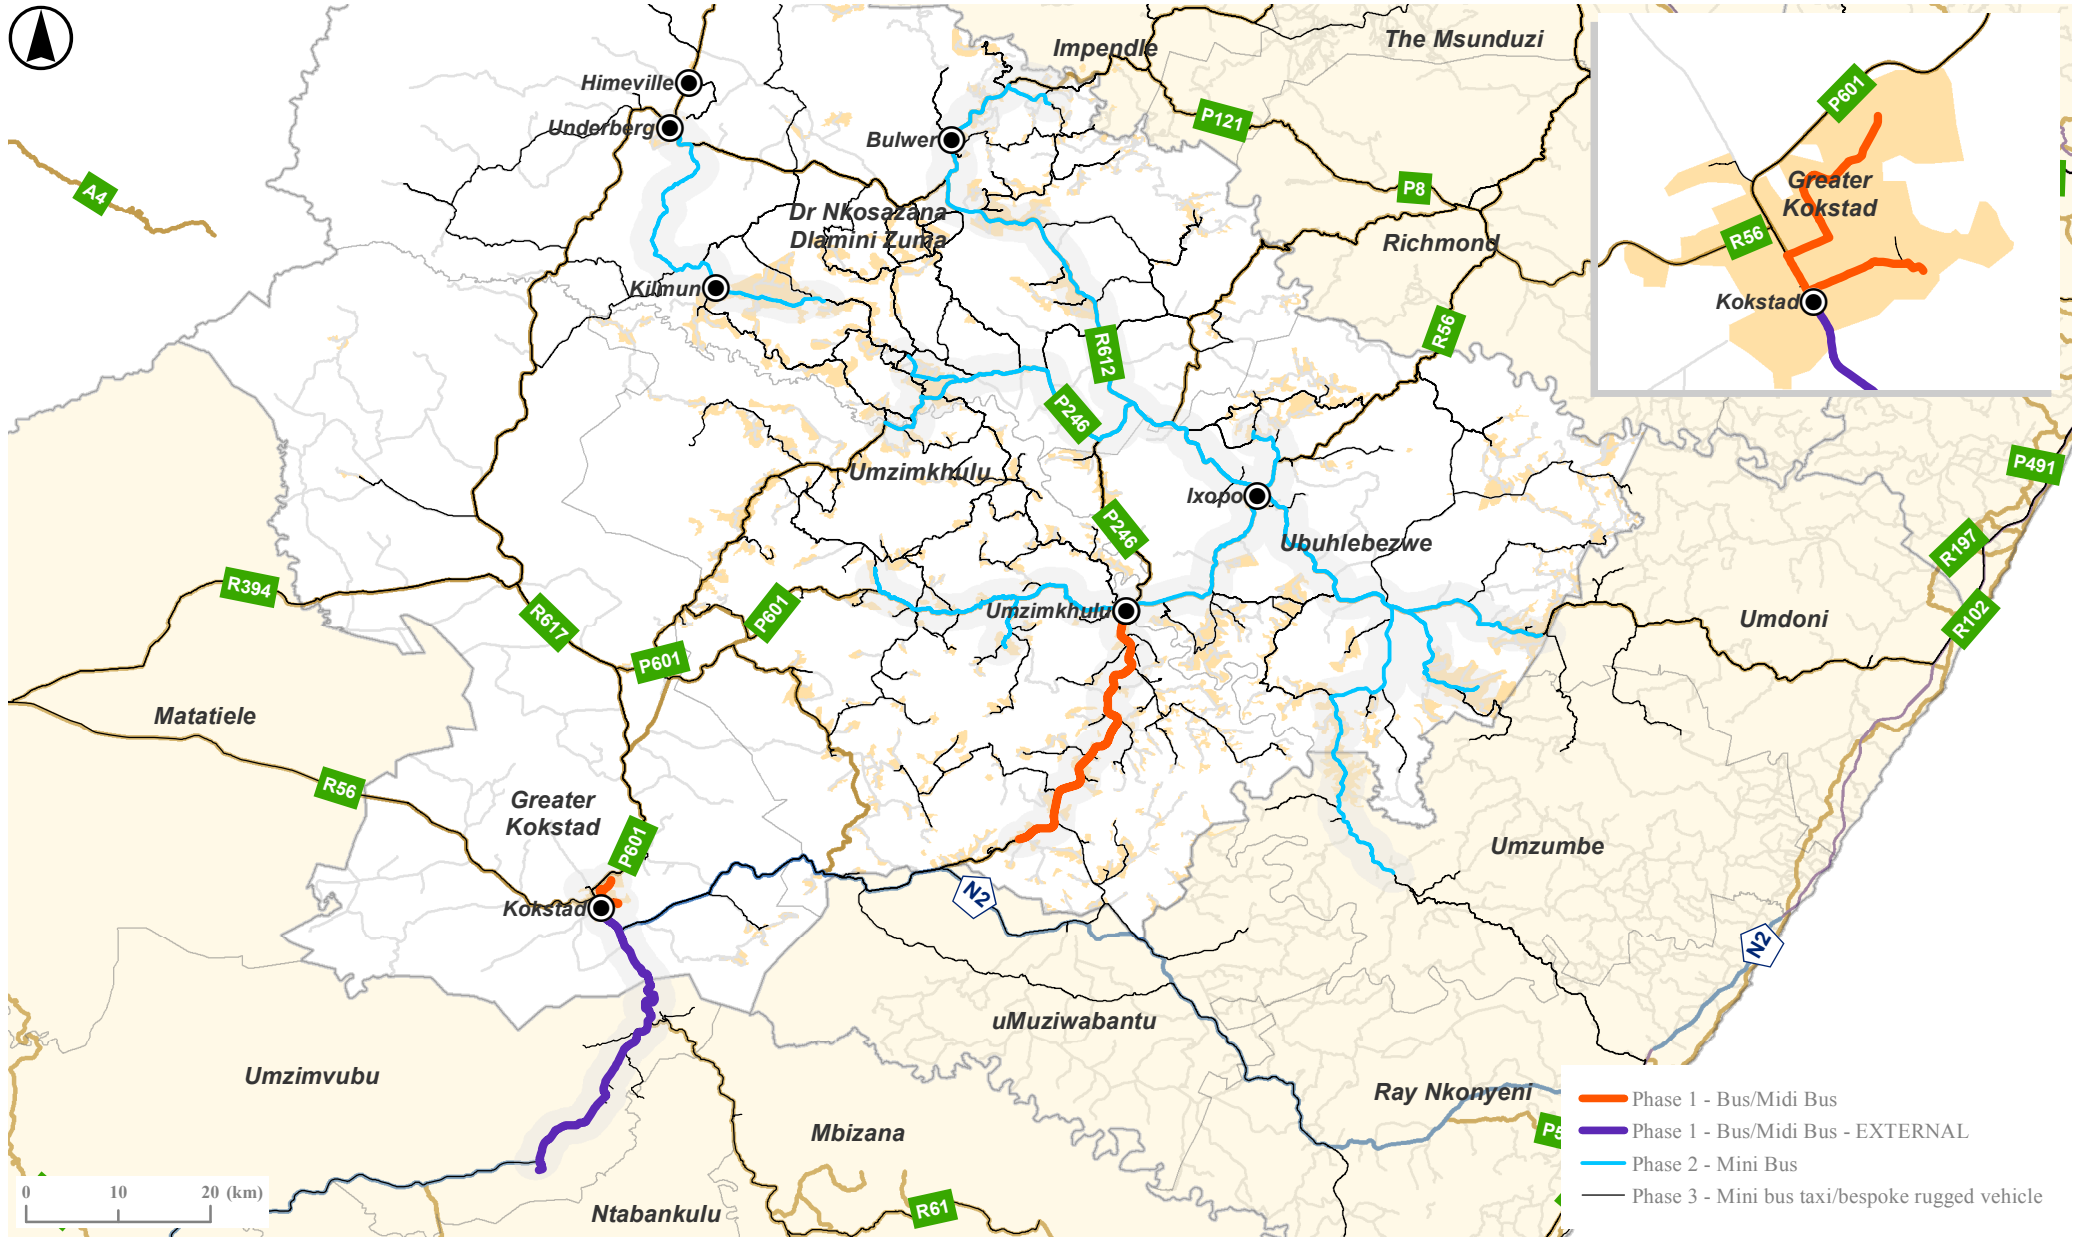 Impendle
The Msunduzi
Himeville
Underberg
Bulwer
P121
P8
A4
Dr Nkosazana
Dlamini Zuma
Richmond
Kilmun
R56
R612
P246
Umzimkhulu
P246
Ixopo
Ubuhlebezwe
P601
Greater
Kokstad
R56
Kokstad
P491
R197
R102
R394
R617
P601
P601
Umzimkhulu
Umdoni
Matatiele
R56
Greater
Kokstad
P601
Kokstad
N2
Umzumbe
N2
uMuziwabantu
Umzimvubu
Mbizana
Ray Nkonyeni
Ntabankulu
R61
0 10 20 (km)
Phase 1 - Bus/Midi Bus
Phase 1 - Bus/Midi Bus - EXTERNAL
Phase 2 - Mini Bus
Phase 3 - Mini bus taxi/bespoke rugged vehicle